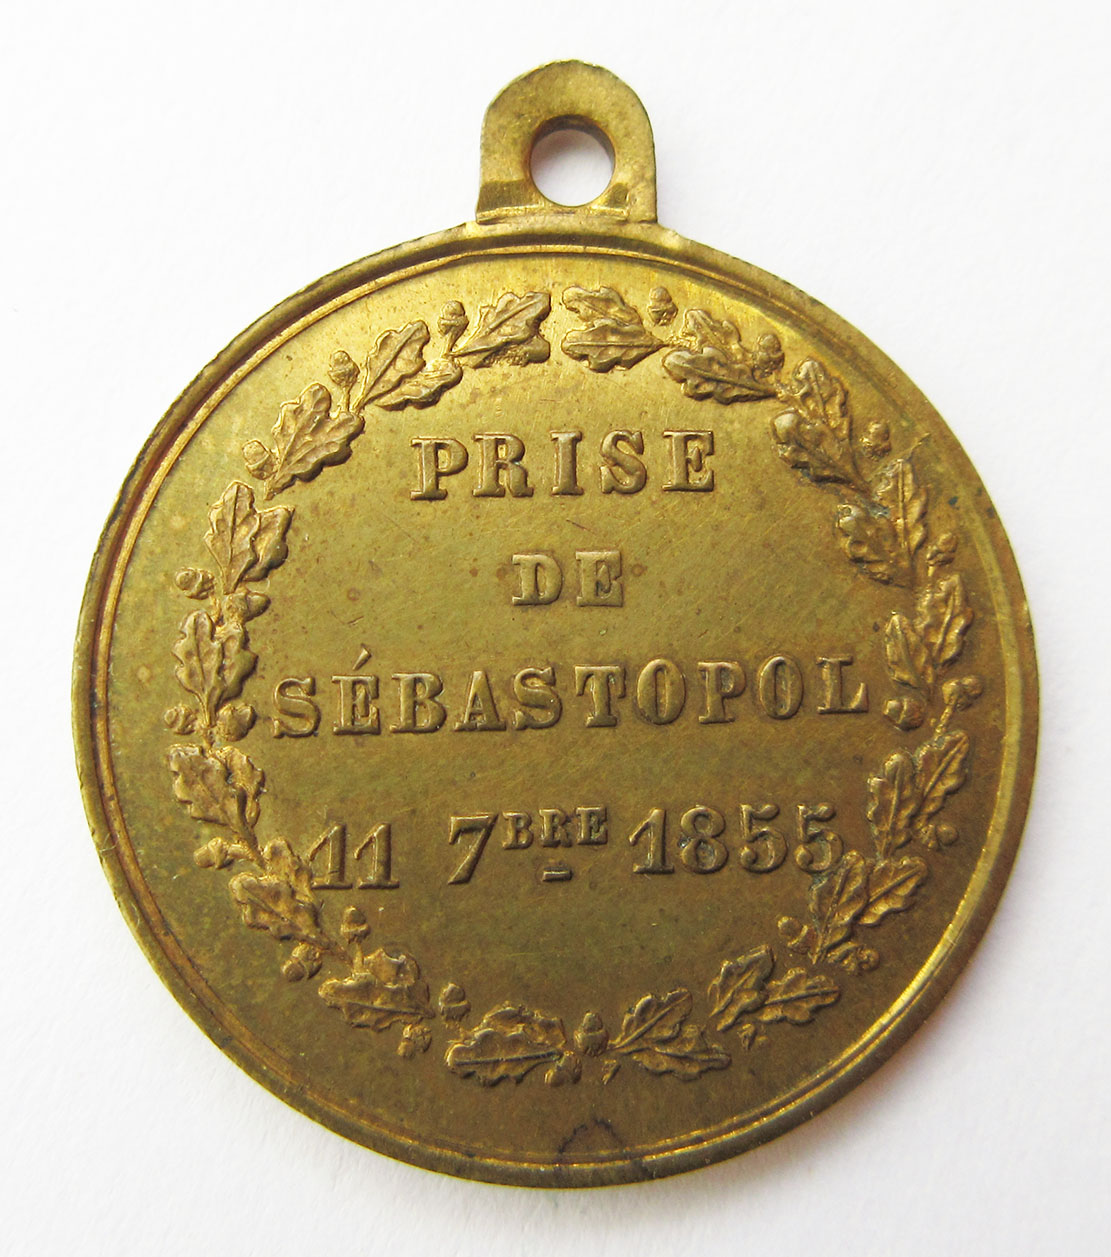 PRISE
DE
SÉBASTOPOL
11 7BRE 1855